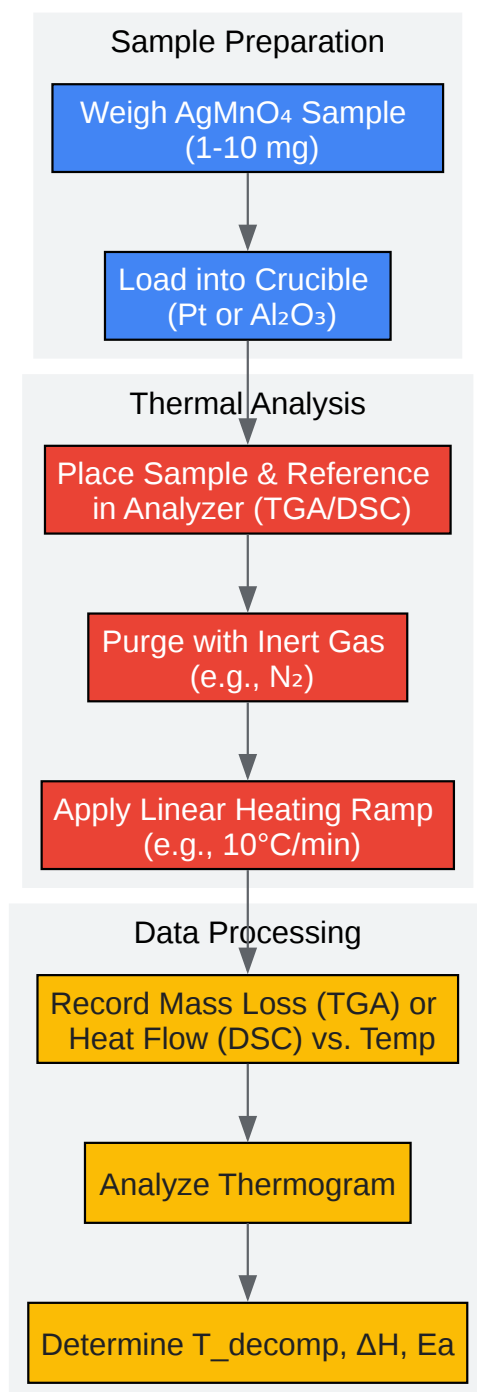 Sample Preparation
Weigh AgMnO₄ Sample
(1-10 mg)
Load into Crucible
(Pt or Al₂O₃)
Thermal Analysis
Place Sample & Reference
in Analyzer (TGA/DSC)
Purge with Inert Gas
(e.g., N₂)
Apply Linear Heating Ramp
(e.g., 10°C/min)
Data Processing
Record Mass Loss (TGA) or
Heat Flow (DSC) vs. Temp
Analyze Thermogram
Determine T_decomp, ΔH, Ea